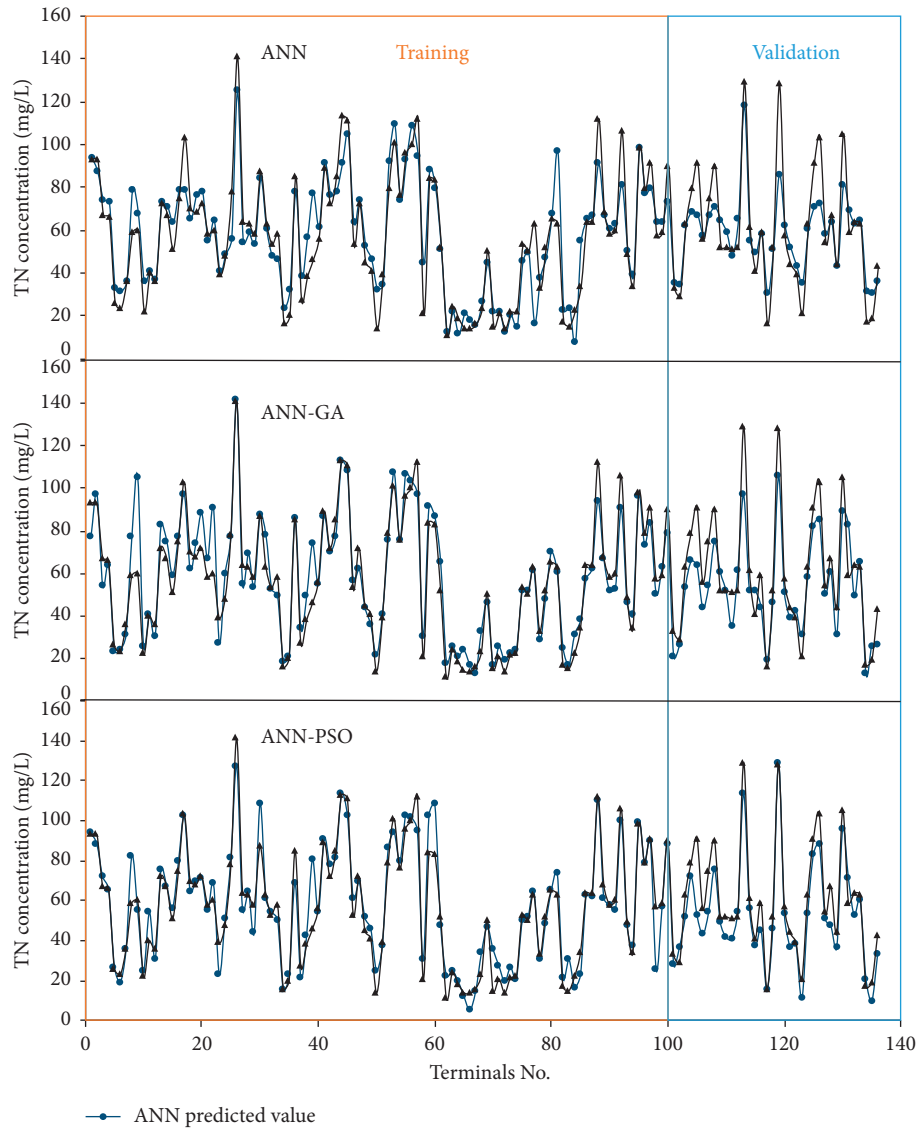 160
ANN
Training
Validation
140
120
100
80
60
40
20
0
TN concentration (mg/L)
160
140
ANN-GA
120
100
80
60
40
20
0
TN concentration (mg/L)
140
ANN-PSO
120
100
80
60
40
20
0
TN concentration (mg/L)
0 20 40 60 80 100 120 140
Terminals No.
ANN predicted value